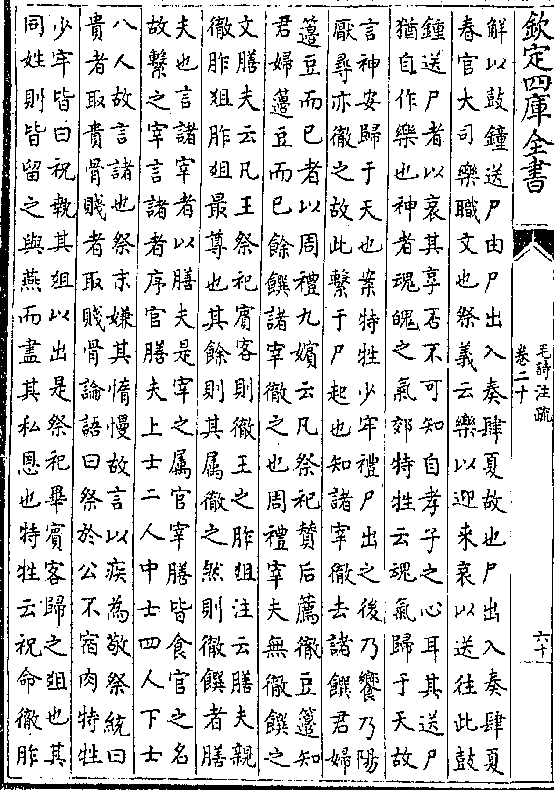 欽定四庫全書
毛詩注疏
卷二十
六十
解以鼓鐘送尸由尸出入奏肆夏故也尸出入奏肆夏
春官大司樂職文也祭義云樂以迎來哀以送往此鼓
鍾送尸者以哀其享否不可知自孝子之心耳其送尸
猶自作樂也神者魂魄之氣郊特牲云魂氣歸于天故
言神安歸于天也案特牲少牢禮尸出之後乃饗乃陽
厭尋亦徹之故此繫于尸起也知諸宰徹去諸饌君婦
籩豆而已者以周禮九嬪云凡祭祀贊后薦徹豆籩知
君婦籩豆而已餘饌諸宰徹之也周禮宰夫無徹饌之
文膳夫云凡王祭祀賓客則徹王之胙俎注云膳夫親
徹胙俎胙俎最尊也其餘則其属徹之然則徹饌者膳
夫也言諸宰者以膳夫是宰之属官宰膳皆食官之名
故繫之宰言諸者序官膳夫上士二人中士四人下士
八人故言諸也祭末嫌其惰慢故言以疾為敬祭統曰
貴者取貴骨賤者取賤骨論語曰祭於公不宿肉特牲
少牢皆曰祝執其俎以出是祭祀畢賓客歸之俎也其
同姓則皆留之與燕而盡其私恩也特牲云祝命徹胙